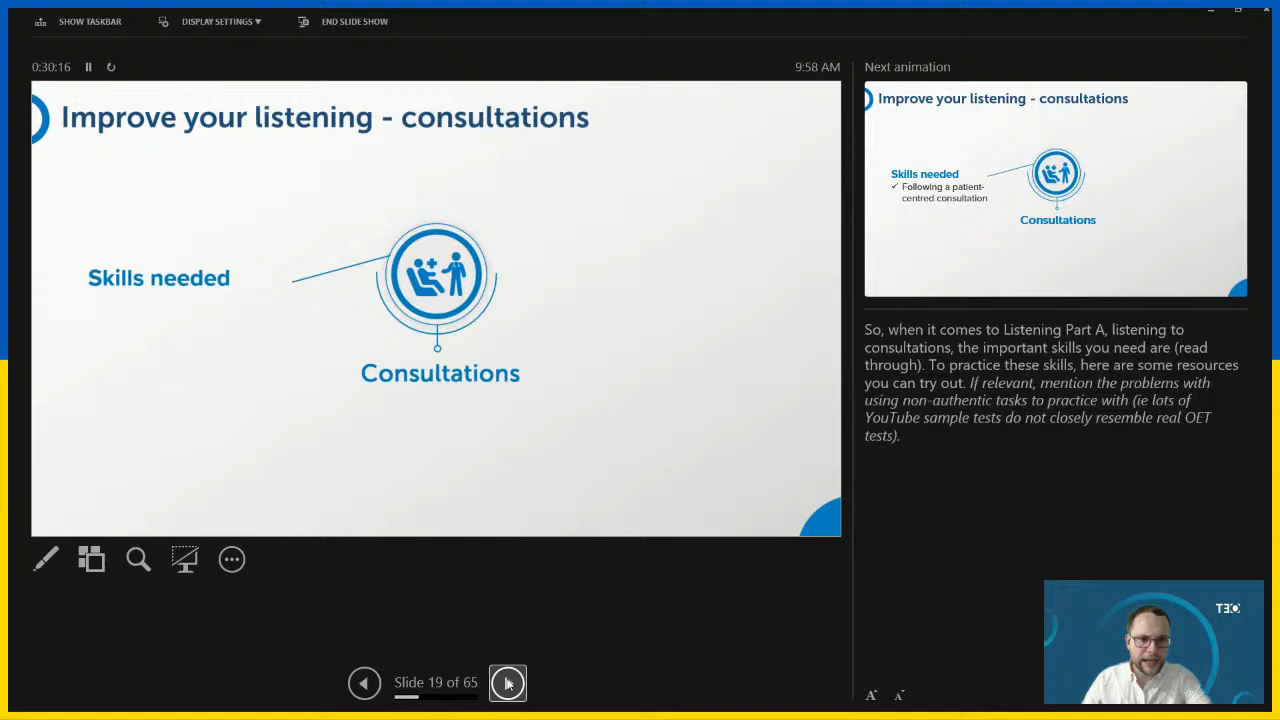 SHOW TASKBAR
DISPLAY SETTINGS ▼
END SLIDE SHOW
0:30:16
9:58 AM
Improve your listening - consultations
Skills needed
Consultations
Slide 19 of 65
Next animation
Improve your listening - consultations
Skills needed
✓ Following a patient-
centred consultation
Consultations
So, when it comes to Listening Part A, listening to
consultations, the important skills you need are (read
through). To practice these skills, here are some resources
you can try out. If relevant, mention the problems with
using non-authentic tasks to practice with (ie lots of
YouTube sample tests do not closely resemble real OET
tests).
A A
OET